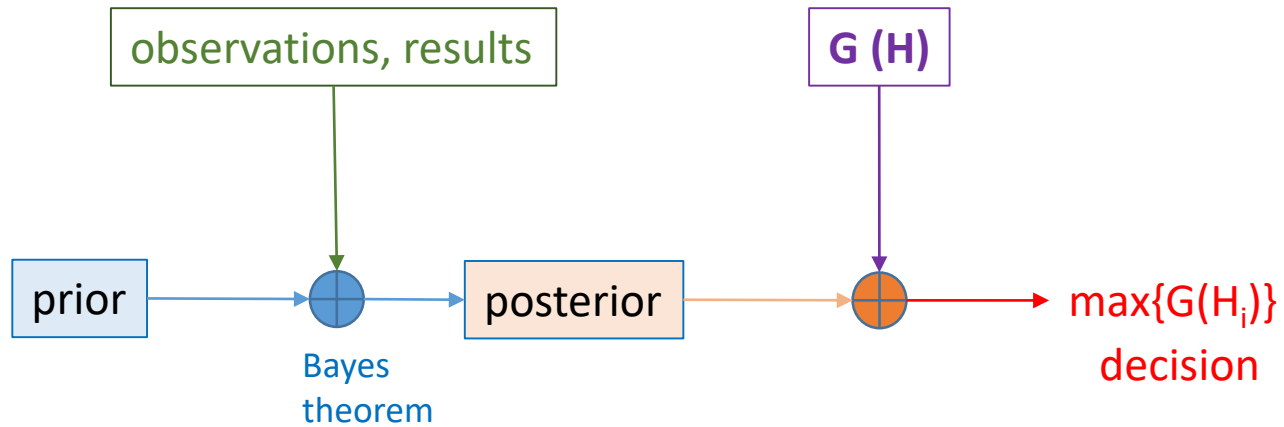 observations, results
G (H)
prior
posterior
Bayes
theorem
max{G(Hᵢ)}
decision